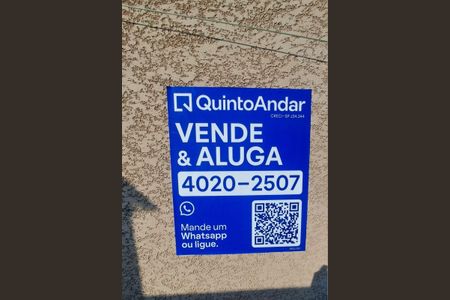 QuintoAndar
VENDE
& ALUGA
4020-2507
Mande um
Whatsapp
ou ligue.